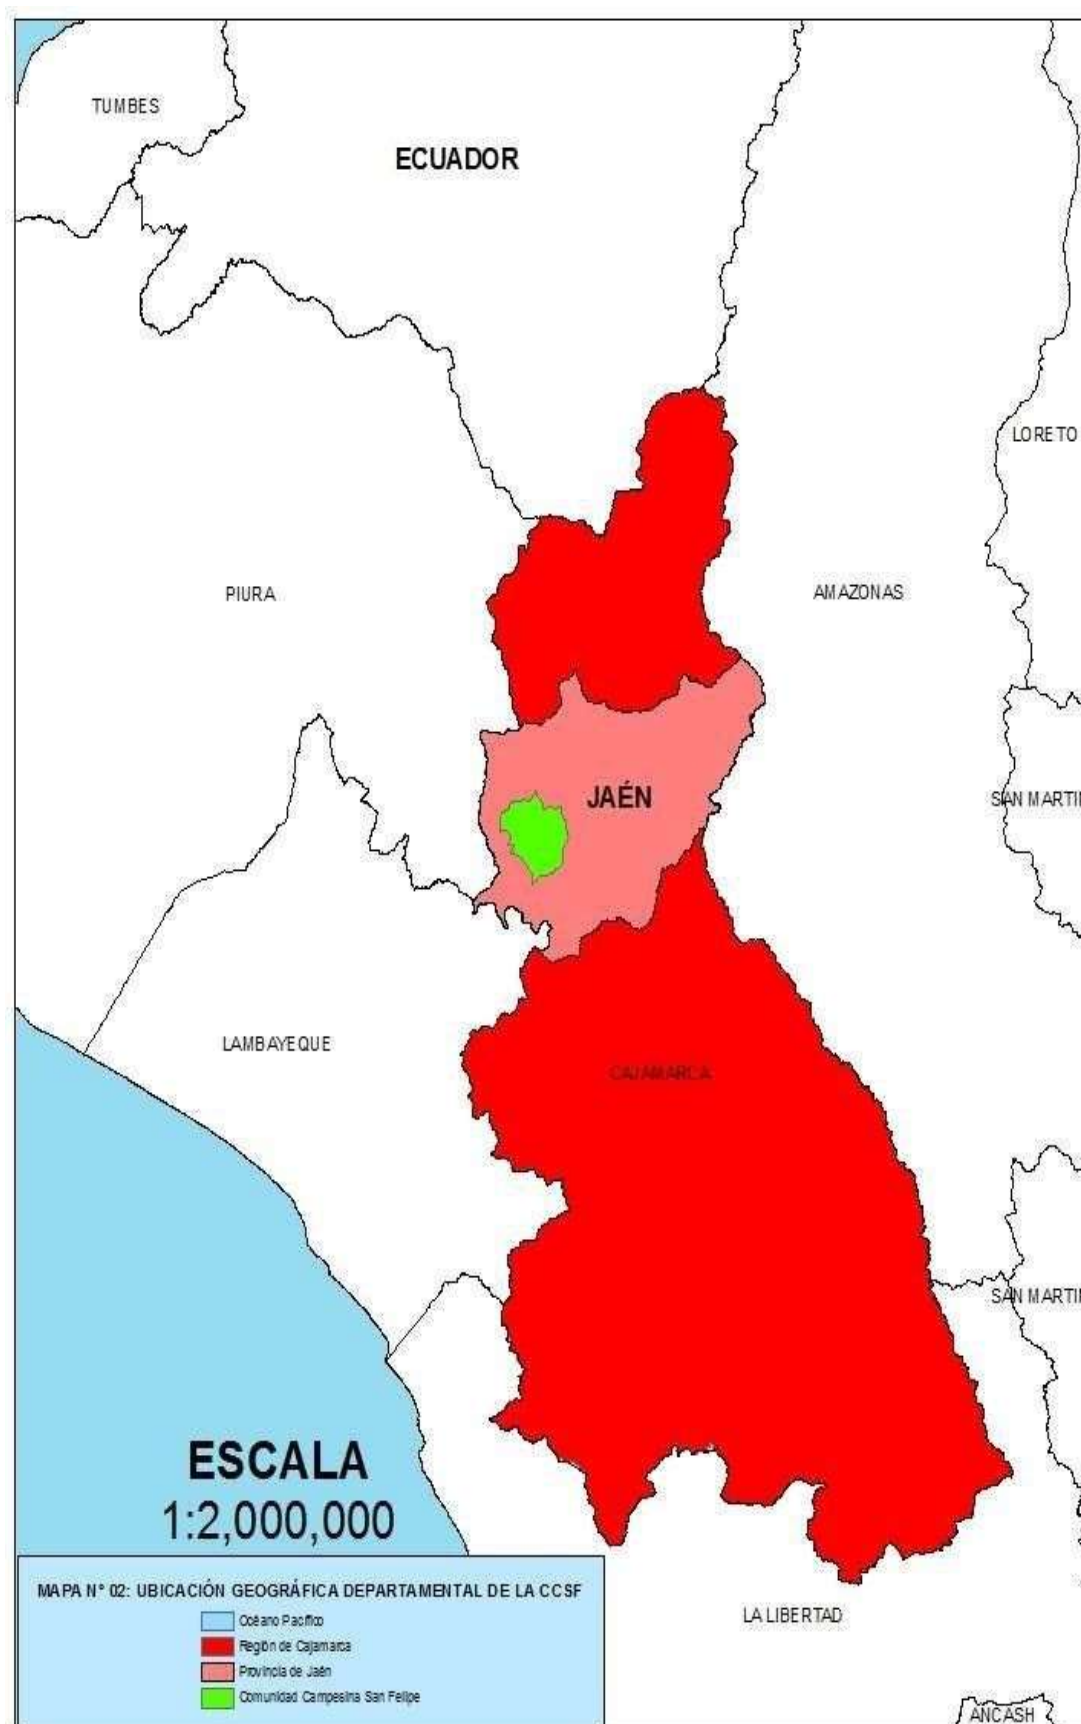 TUMBES
ECUADOR
LORETO
PIURA
AMAZONAS
JAÉN
SAN MARTIN
LAMBAYEQUE
CAJAMARCA
SAN MARTIN
ESCALA
1:2,000,000
MAPA N° 02: UBICACIÓN GEOGRÁFICA DEPARTAMENTAL DE LA CCSF
Océano Pacífico
Región de Cajamarca
Provincia de Jaén
Comunidad Campesina San Felipe
LA LIBERTAD
ANCASH